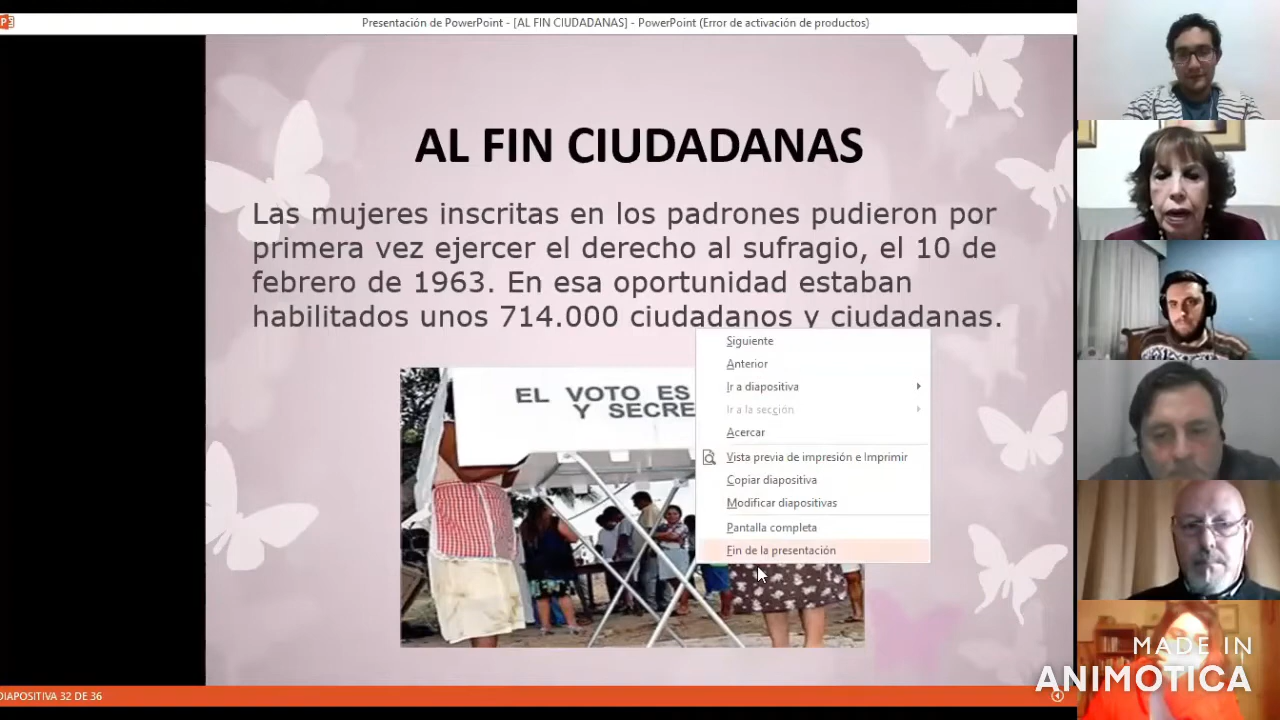 Presentación de PowerPoint - [AL FIN CIUDADANAS] - PowerPoint (Error de activación de productos)
AL FIN CIUDADANAS
Las mujeres inscritas en los padrones pudieron por
primera vez ejercer el derecho al sufragio, el 10 de
febrero de 1963. En esa oportunidad estaban
habilitados unos 714.000 ciudadanos y ciudadanas.
EL VOTO ES
Y SECRE
Siguiente
Anterior
Ir a diapositiva
Ir a la sección
Acercar
Vista previa de impresión e Imprimir
Copiar diapositiva
Modificar diapositivas
Pantalla completa
Fin de la presentación
DIAPOSITIVA 32 DE 36
MADE IN
ANIMOTICA